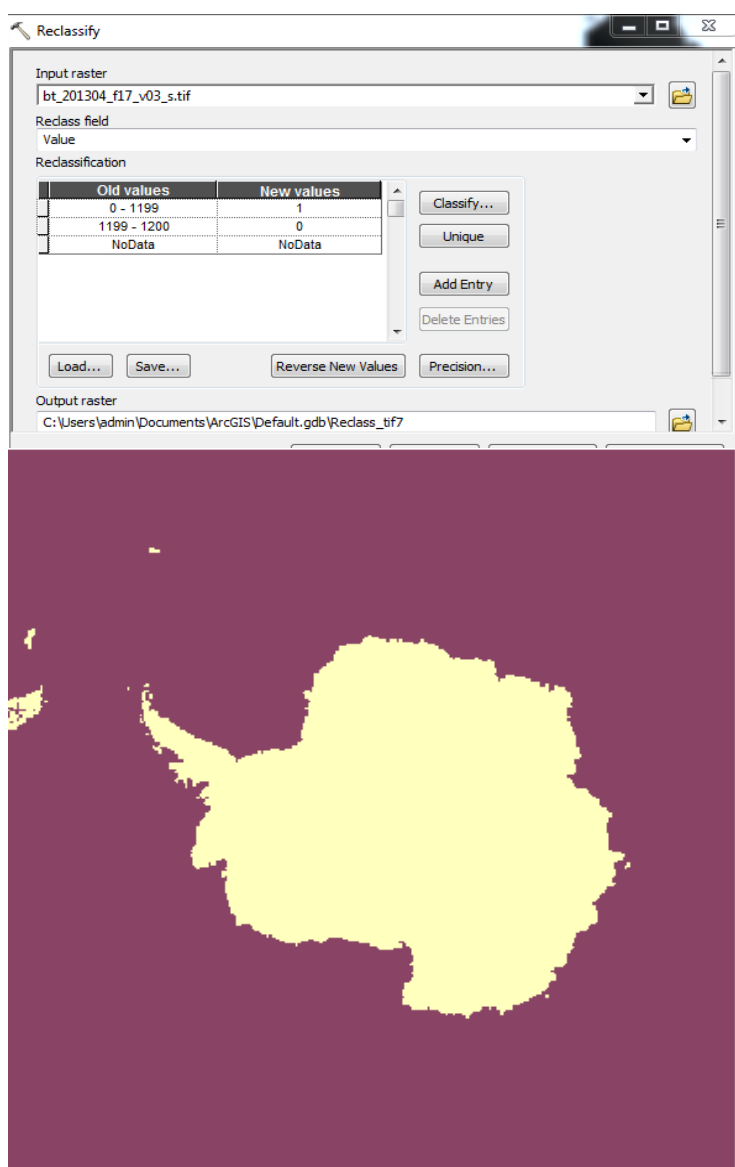 Reclassify
Input raster
bt_201304_f17_v03_s.tif
Reclass field
Value
Reclassification
Old values New values
0 - 1199 1
1199 - 1200 0
NoData NoData
Classify...
Unique
Add Entry
Delete Entries
Load... Save... Reverse New Values Precision...
Output raster
C:\Users\admin\Documents\ArcGIS\Default.gdb\Reclass_tif7